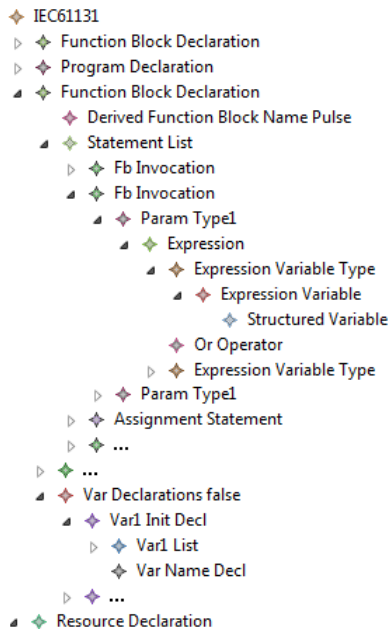 IEC61131
Function Block Declaration
Program Declaration
Function Block Declaration
Derived Function Block Name Pulse
Statement List
Fb Invocation
Fb Invocation
Param Type1
Expression
Expression Variable Type
Expression Variable
Structured Variable
Or Operator
Expression Variable Type
Param Type1
Assignment Statement
...
...
Var Declarations false
Var1 Init Decl
Var1 List
Var Name Decl
...
Resource Declaration